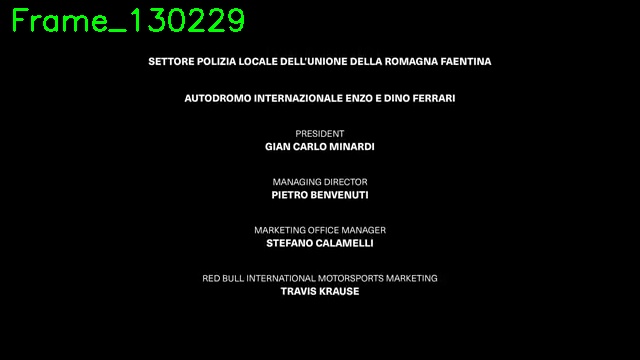 Frame_130229
SETTORE POLIZIA LOCALE DELL'UNIONE DELLA ROMAGNA FAENTINA
AUTODROMO INTERNAZIONALE ENZO E DINO FERRARI
PRESIDENT
GIAN CARLO MINARDI
MANAGING DIRECTOR
PIETRO BENVENUTI
MARKETING OFFICE MANAGER
STEFANO CALAMELLI
RED BULL INTERNATIONAL MOTORSPORTS MARKETING
TRAVIS KRAUSE